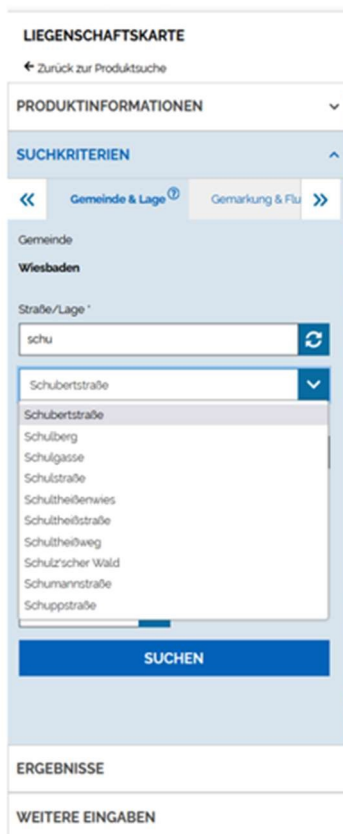 LIEGENSCHAFTSKARTE
← Zurück zur Produktsuche
PRODUKTINFORMATIONEN
SUCHKRITERIEN
« Gemeinde & Lage ? Gemarkung & Flu »
Gemeinde
Wiesbaden
Straße/Lage *
schu
Schubertstraße
Schubertstraße
Schulberg
Schulgasse
Schulstraße
Schultheißenwies
Schultheißstraße
Schultheißweg
Schulz'scher Wald
Schumannstraße
Schuppstraße
SUCHEN
ERGEBNISSE
WEITERE EINGABEN